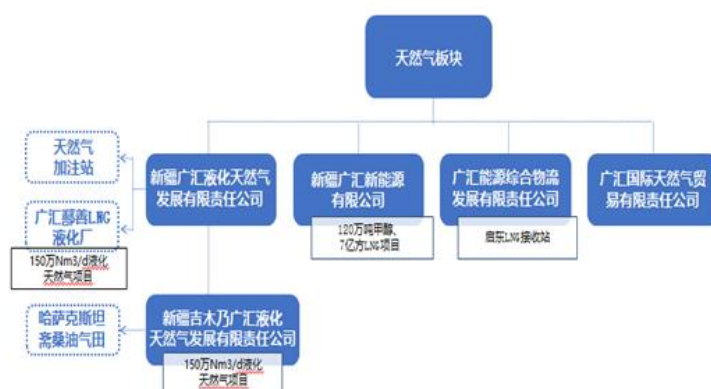 天然气板块
天然气
加注站
新疆广汇液化天然气
发展有限责任公司
新疆广汇新能源
有限公司
广汇能源综合物流
发展有限责任公司
广汇国际天然气贸
易有限责任公司
120万吨甲醇、
7亿方LNG项目
启东LNG接收站
广汇鄯善LNG
液化厂
150万Nm3/d液化
天然气项目
哈萨克斯坦
斋桑油气田
新疆吉木乃广汇液化
天然气发展有限责任公司
150万Nm3/d液化
天然气项目